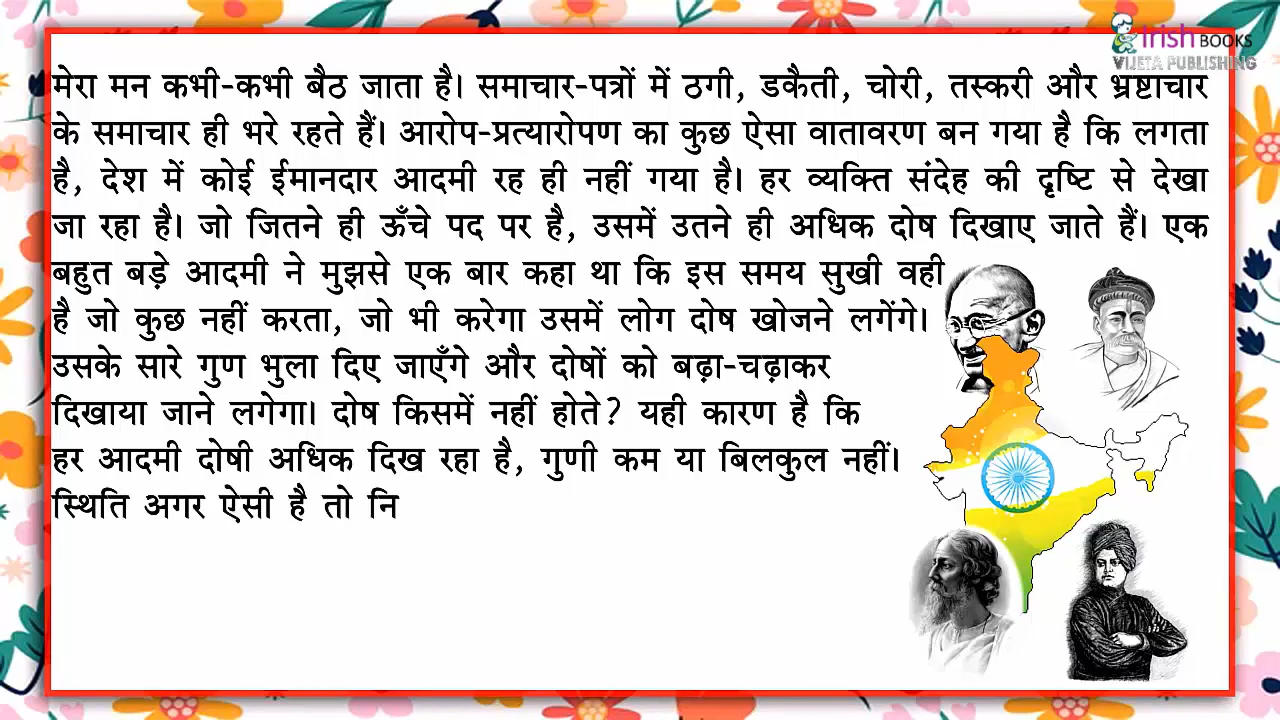 irish BOOKS
VIJETA PUBLISHING
मेरा मन कभी-कभी बैठ जाता है। समाचार-पत्रों में ठगी, डकैती, चोरी, तस्करी और भ्रष्टाचार
के समाचार ही भरे रहते हैं। आरोप-प्रत्यारोपण का कुछ ऐसा वातावरण बन गया है कि लगता
है, देश में कोई ईमानदार आदमी रह ही नहीं गया है। हर व्यक्ति संदेह की दृष्टि से देखा
जा रहा है। जो जितने ही ऊँचे पद पर है, उसमें उतने ही अधिक दोष दिखाए जाते हैं। एक
बहुत बड़े आदमी ने मुझसे एक बार कहा था कि इस समय सुखी वही
है जो कुछ नहीं करता, जो भी करेगा उसमें लोग दोष खोजने लगेंगे।
उसके सारे गुण भुला दिए जाएँगे और दोषों को बढ़ा-चढ़ाकर
दिखाया जाने लगेगा। दोष किसमें नहीं होते? यही कारण है कि
हर आदमी दोषी अधिक दिख रहा है, गुणी कम या बिलकुल नहीं।
स्थिति अगर ऐसी है तो नि